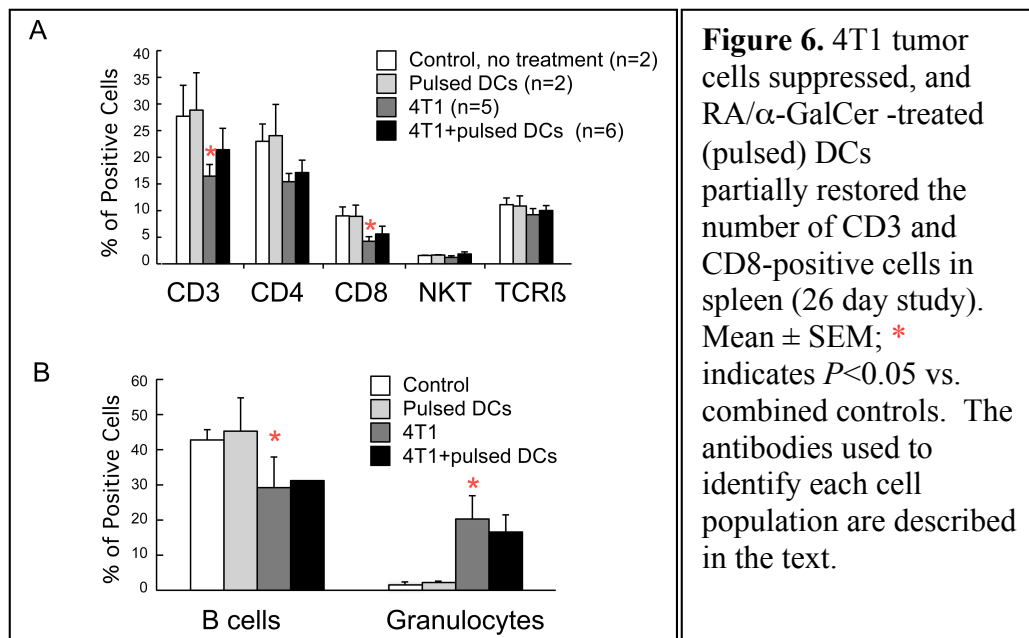 A
% of Positive Cells
40
35
30
25
20
15
10
5
0
Control, no treatment (n=2)
Pulsed DCs (n=2)
4T1 (n=5)
4T1+pulsed DCs (n=6)
*
*
CD3 CD4 CD8 NKT TCRß
B
% of Positive Cells
60
50
40
30
20
10
0
Control
Pulsed DCs
4T1
4T1+pulsed DCs
*
*
B cells Granulocytes
Figure 6. 4T1 tumor
cells suppressed, and
RA/α-GalCer -treated
(pulsed) DCs
partially restored the
number of CD3 and
CD8-positive cells in
spleen (26 day study).
Mean ± SEM; *
indicates P<0.05 vs.
combined controls. The
antibodies used to
identify each cell
population are described
in the text.